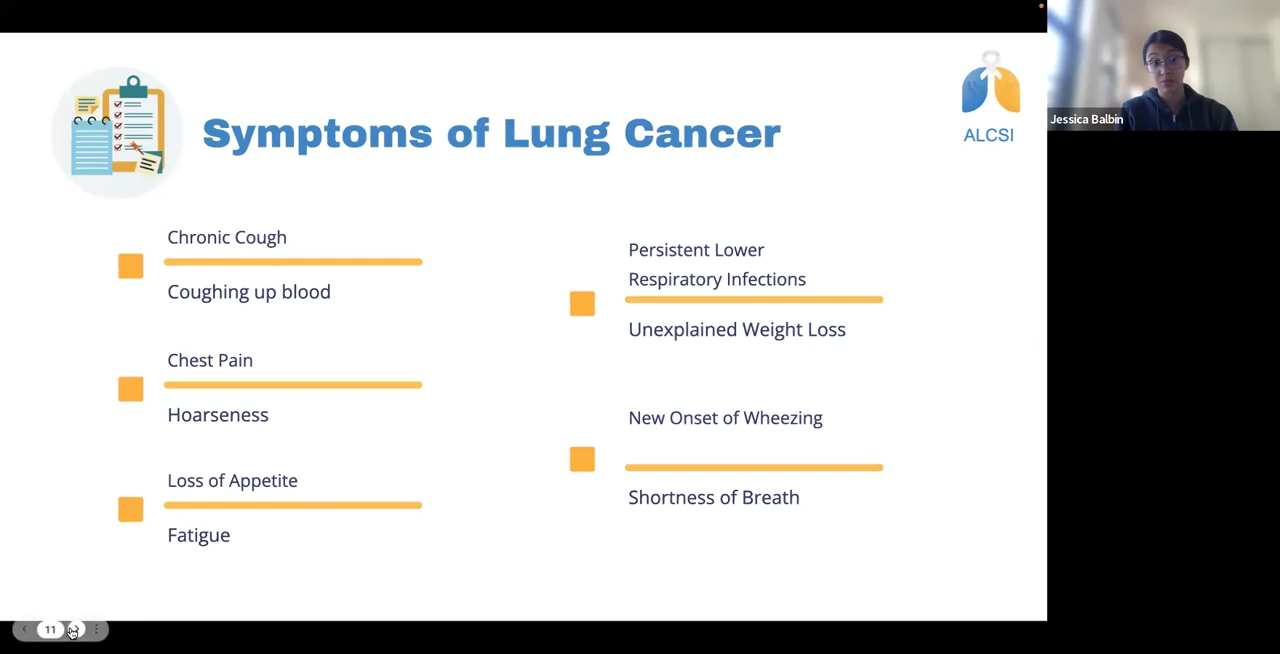 Symptoms of Lung Cancer
ALCSI
Jessica Balbin
Chronic Cough
Coughing up blood
Chest Pain
Hoarseness
Loss of Appetite
Fatigue
Persistent Lower
Respiratory Infections
Unexplained Weight Loss
New Onset of Wheezing
Shortness of Breath
11